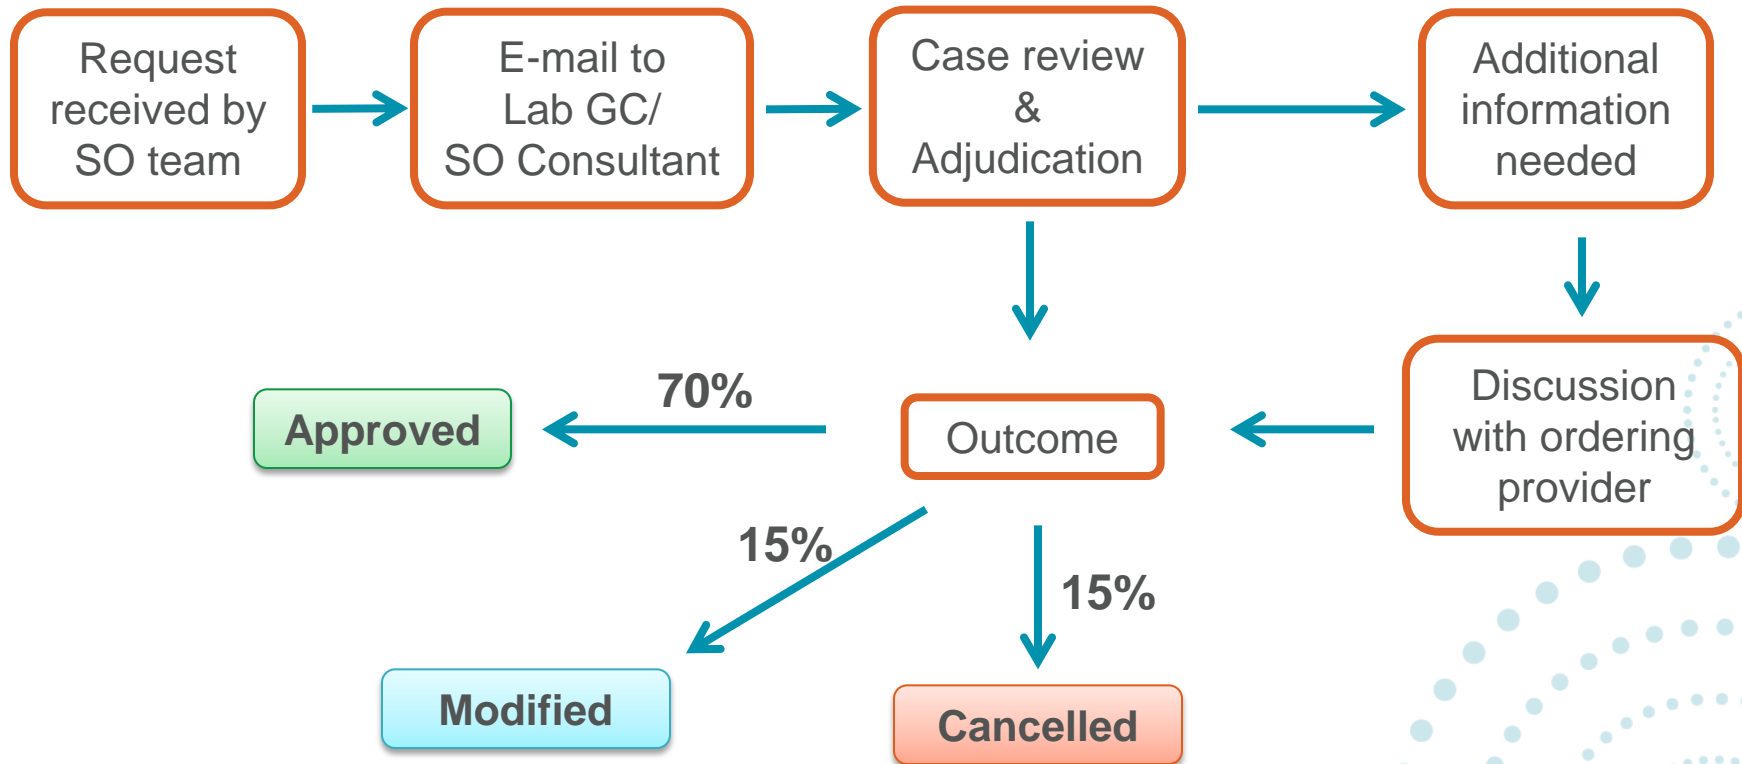 Request
received by
SO team
E-mail to
Lab GC/
SO Consultant
Case review
&
Adjudication
Additional
information
needed
Discussion
with ordering
provider
Outcome
70%
Approved
15%
Modified
15%
Cancelled